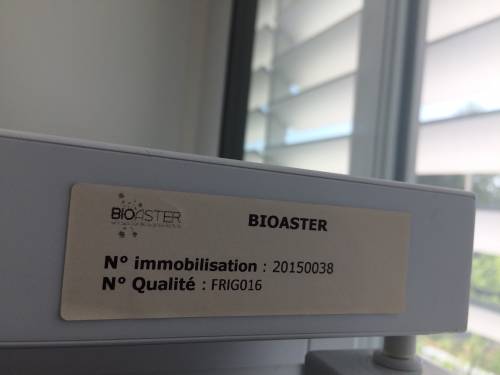 BIOASTER
BIOASTER
N° immobilisation : 20150038
N° Qualité : FRIG016